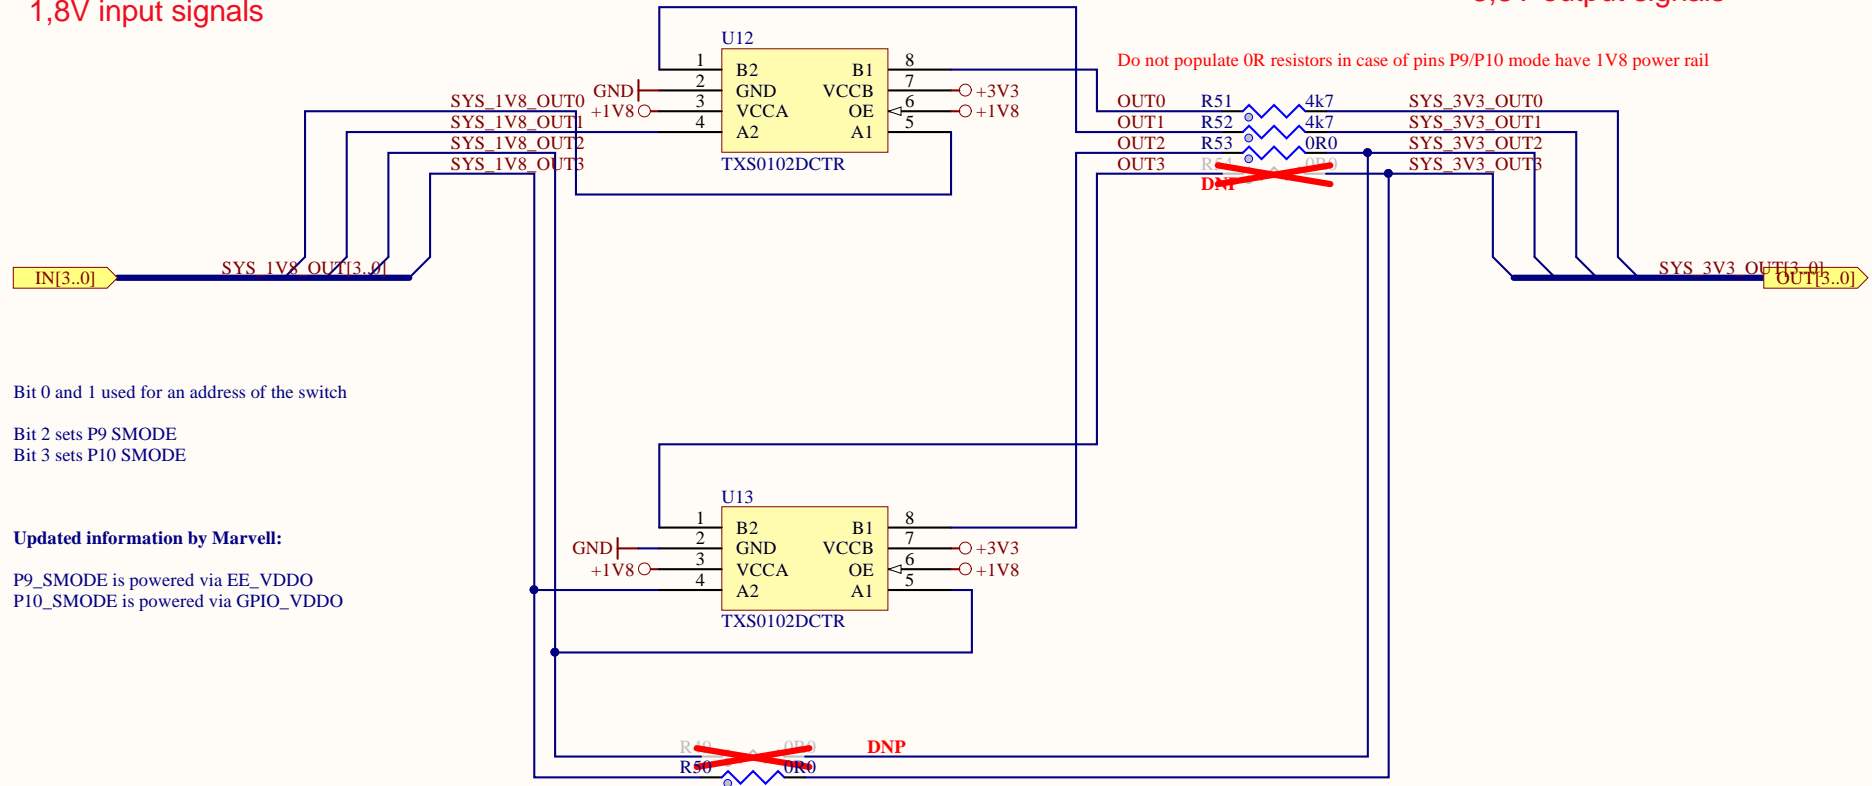 1,8V input signals
U12
Do not populate 0R resistors in case of pins P9/P10 mode have 1V8 power rail
1 B2 B1 8
GND 2 GND VCCB 7 +3V3
+1V8 3 VCCA OE 6 +1V8
4 A2 A1 5
TXS0102DCTR
SYS_1V8_OUT0
SYS_1V8_OUT1
SYS_1V8_OUT2
SYS_1V8_OUT3
OUT0 R51 4k7 SYS_3V3_OUT0
OUT1 R52 4k7 SYS_3V3_OUT1
OUT2 R53 0R0 SYS_3V3_OUT2
OUT3 0R0 SYS_3V3_OUT3
DNP
IN[3..0]
SYS_1V8_OUT[3..0]
SYS_3V3_OUT[3..0]
OUT[3..0]
Bit 0 and 1 used for an address of the switch
Bit 2 sets P9 SMODE
Bit 3 sets P10 SMODE
Updated information by Marvell:
P9_SMODE is powered via EE_VDDO
P10_SMODE is powered via GPIO_VDDO
U13
1 B2 B1 8
GND 2 GND VCCB 7 +3V3
+1V8 3 VCCA OE 6 +1V8
4 A2 A1 5
TXS0102DCTR
R49 0R0 DNP
R50 0R0